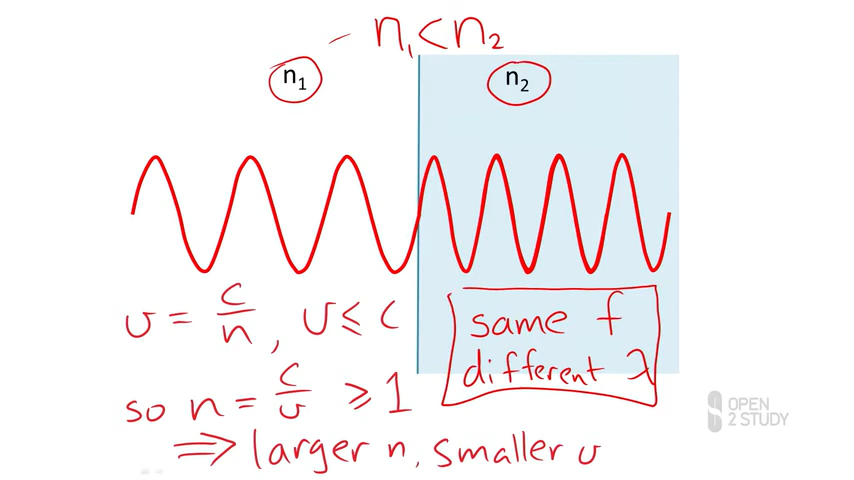 n₁ < n₂
n₁
n₂
υ = c/n, υ ≤ c
same f
different λ
so n = c/υ ≥ 1
⇒ larger n, smaller υ
OPEN
2 STUDY